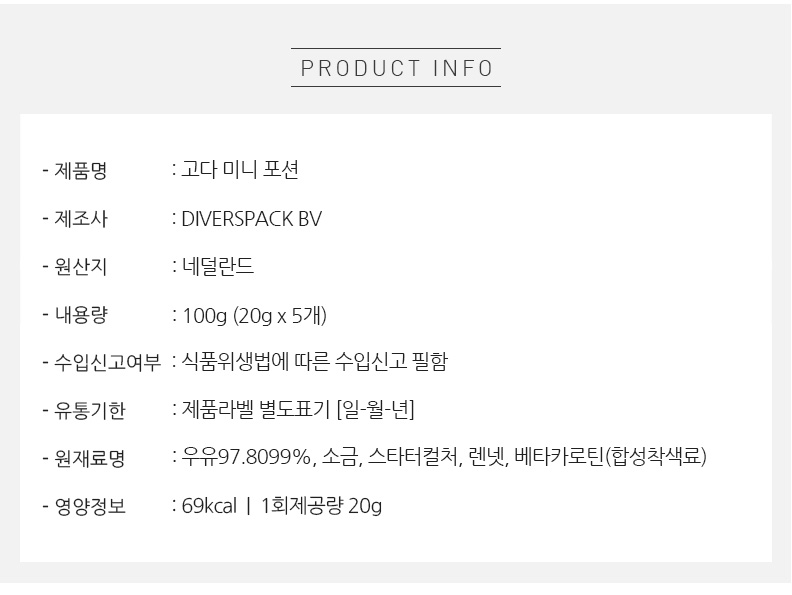 PRODUCT INFO
- 제품명 : 고다 미니 포션
- 제조사 : DIVERSPACK BV
- 원산지 : 네덜란드
- 내용량 : 100g (20g x 5개)
- 수입신고여부 : 식품위생법에 따른 수입신고 필함
- 유통기한 : 제품라벨 별도표기 [일-월-년]
- 원재료명 : 우유97.8099%, 소금, 스타터컬처, 렌넷, 베타카로틴(합성착색료)
- 영양정보 : 69kcal | 1회제공량 20g